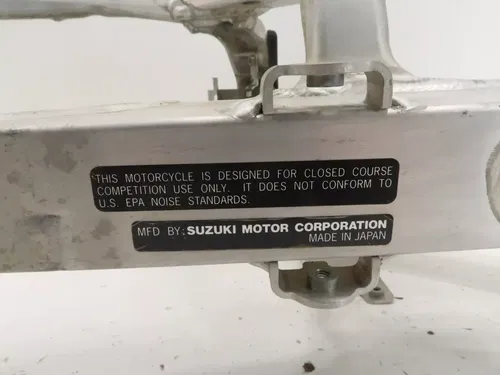 THIS MOTORCYCLE IS DESIGNED FOR CLOSED COURSE
COMPETITION USE ONLY. IT DOES NOT CONFORM TO
U.S. EPA NOISE STANDARDS.
MFD BY: SUZUKI MOTOR CORPORATION
MADE IN JAPAN